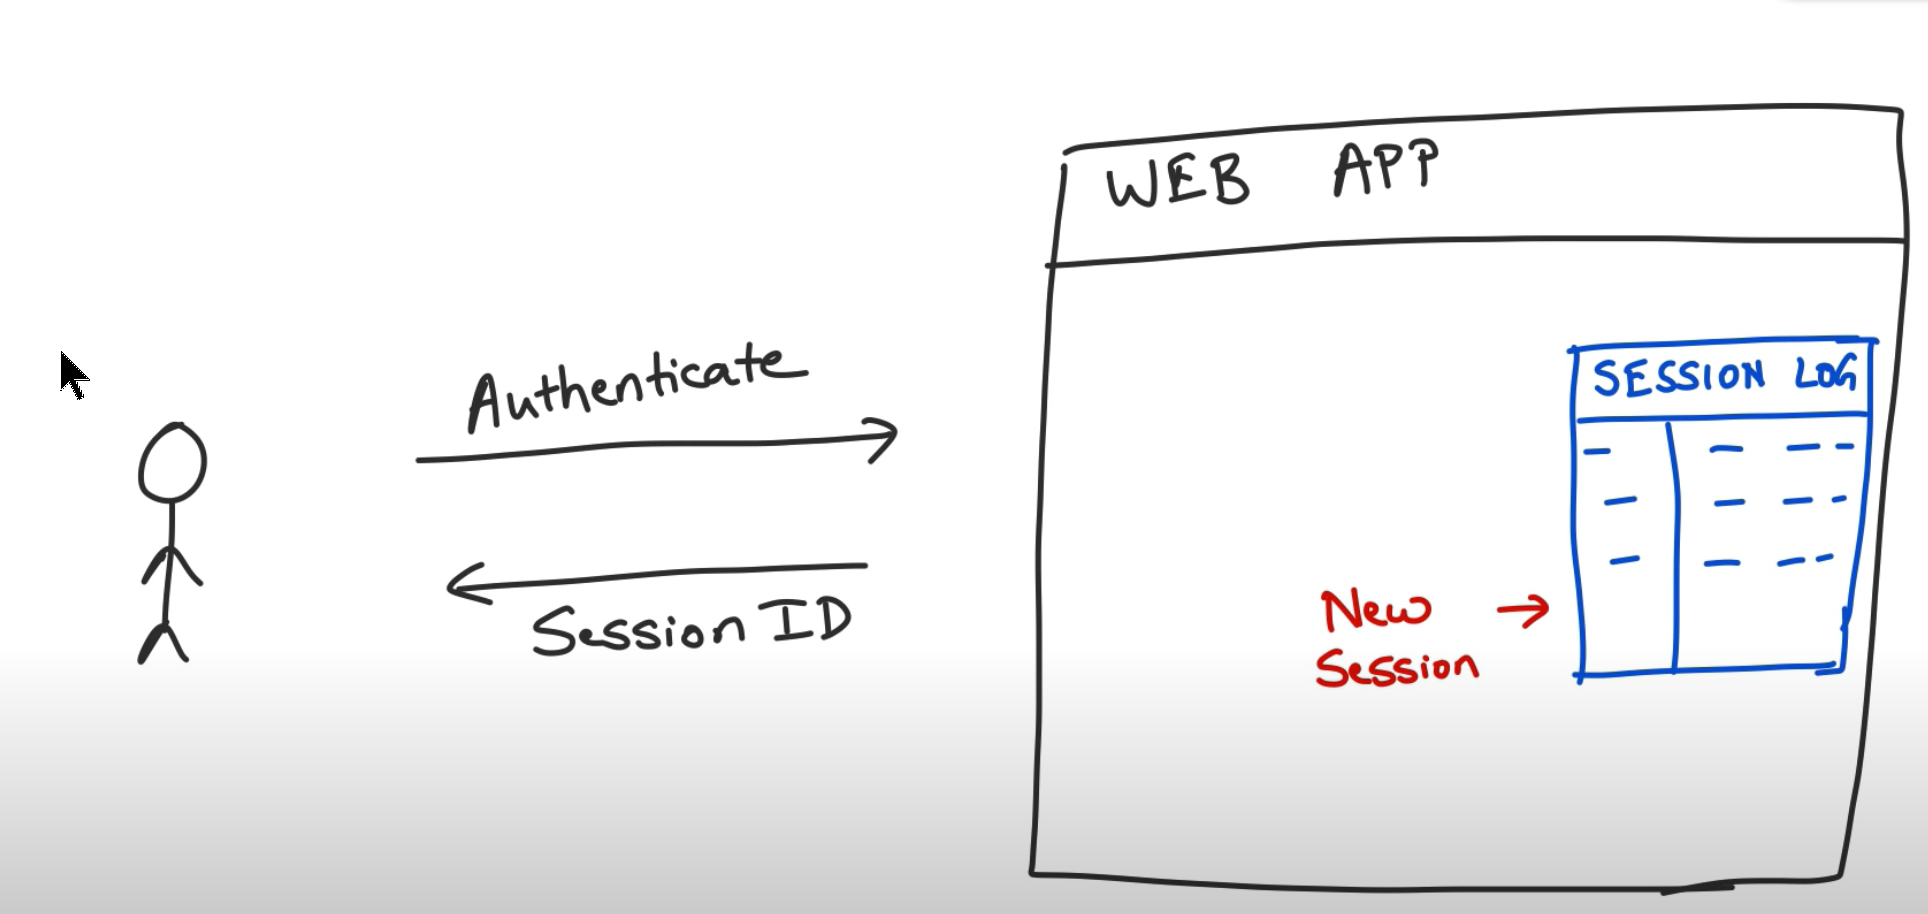 WEB APP
Authenticate
SESSION LOG
Session ID
New
Session